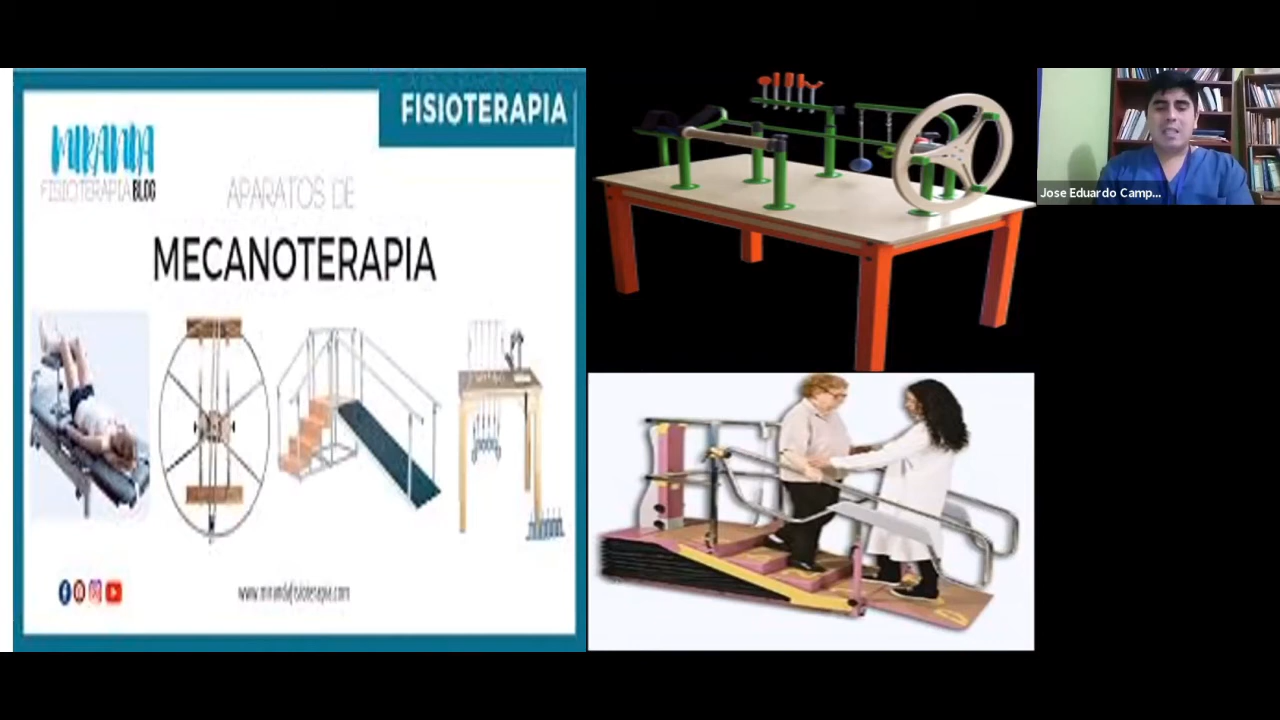 FISIOTERAPIA
MIRANDA
FISIOTERAPIA BLOG
APARATOS DE
MECANOTERAPIA
www.mirandafisioterapia.com
Jose Eduardo Camp...